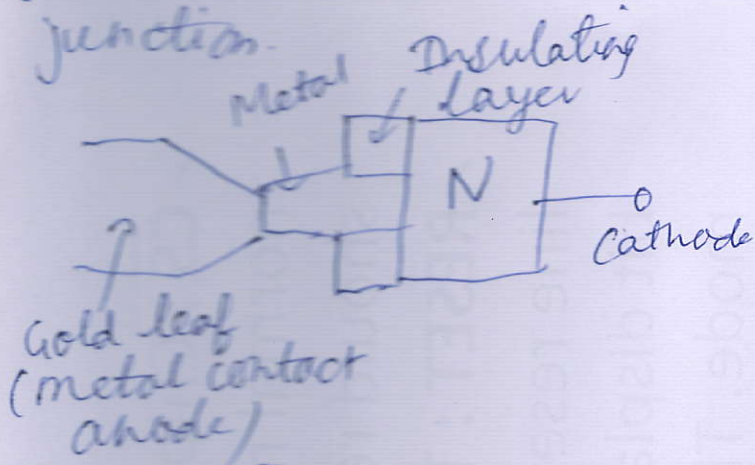 junction.
Metal
Insulating
layer
N
Cathode
Gold leaf
(metal contact
anode)